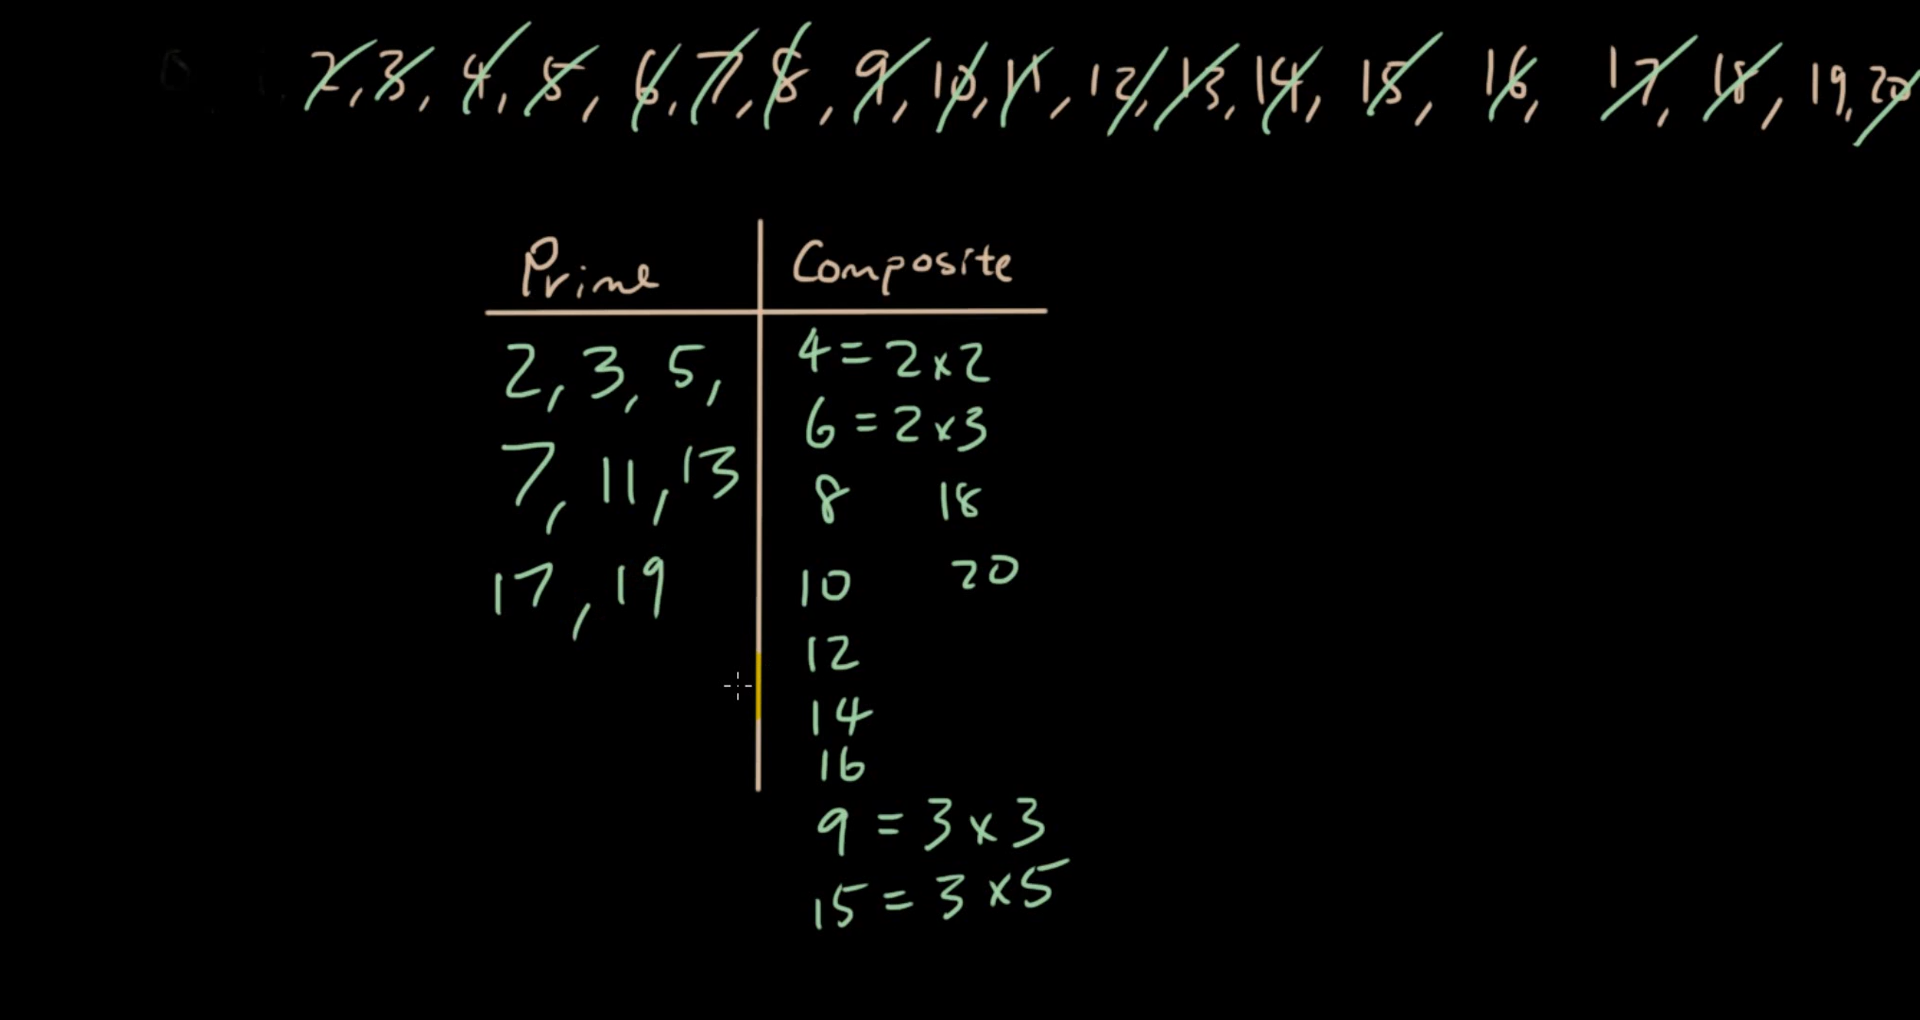 2, 3, 4, 5, 6, 7, 8, 9, 10, 11, 12, 13, 14, 15, 16, 17, 18, 19, 20
Prime Composite
2, 3, 5,
7, 11, 13
17, 19
4 = 2 x 2
6 = 2 x 3
8 18
10 20
12
14
16
9 = 3 x 3
15 = 3 x 5